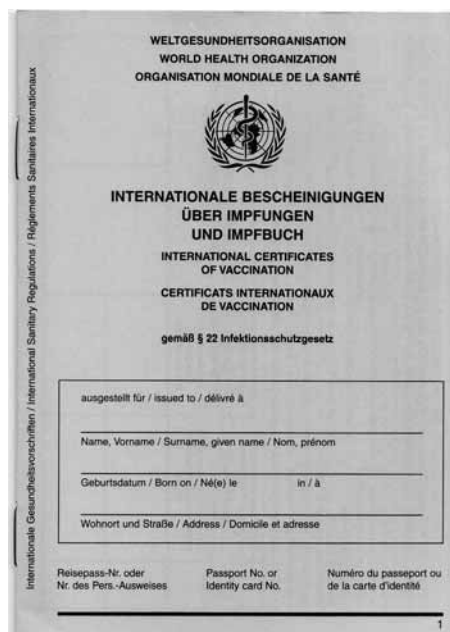 WELTGESUNDHEITSORGANISATION
WORLD HEALTH ORGANIZATION
ORGANISATION MONDIALE DE LA SANTÉ
INTERNATIONALE BESCHEINIGUNGEN
ÜBER IMPFUNGEN
UND IMPFBUCH
INTERNATIONAL CERTIFICATES
OF VACCINATION
CERTIFICATS INTERNATIONAUX
DE VACCINATION
gemäß § 22 Infektionsschutzgesetz
ausgestellt für / issued to / délivré à
Name, Vorname / Surname, given name / Nom, prénom
Geburtsdatum / Born on / Né(e) le in / à
Wohnort und Straße / Address / Domicile et adresse
Reisepass-Nr. oder Passport No. or Numéro du passeport ou
Nr. des Pers.-Ausweises Identity card No. de la carte d'identité
1
Internationale Gesundheitsvorschriften / International Sanitary Regulations / Règlements Sanitaires Internationaux